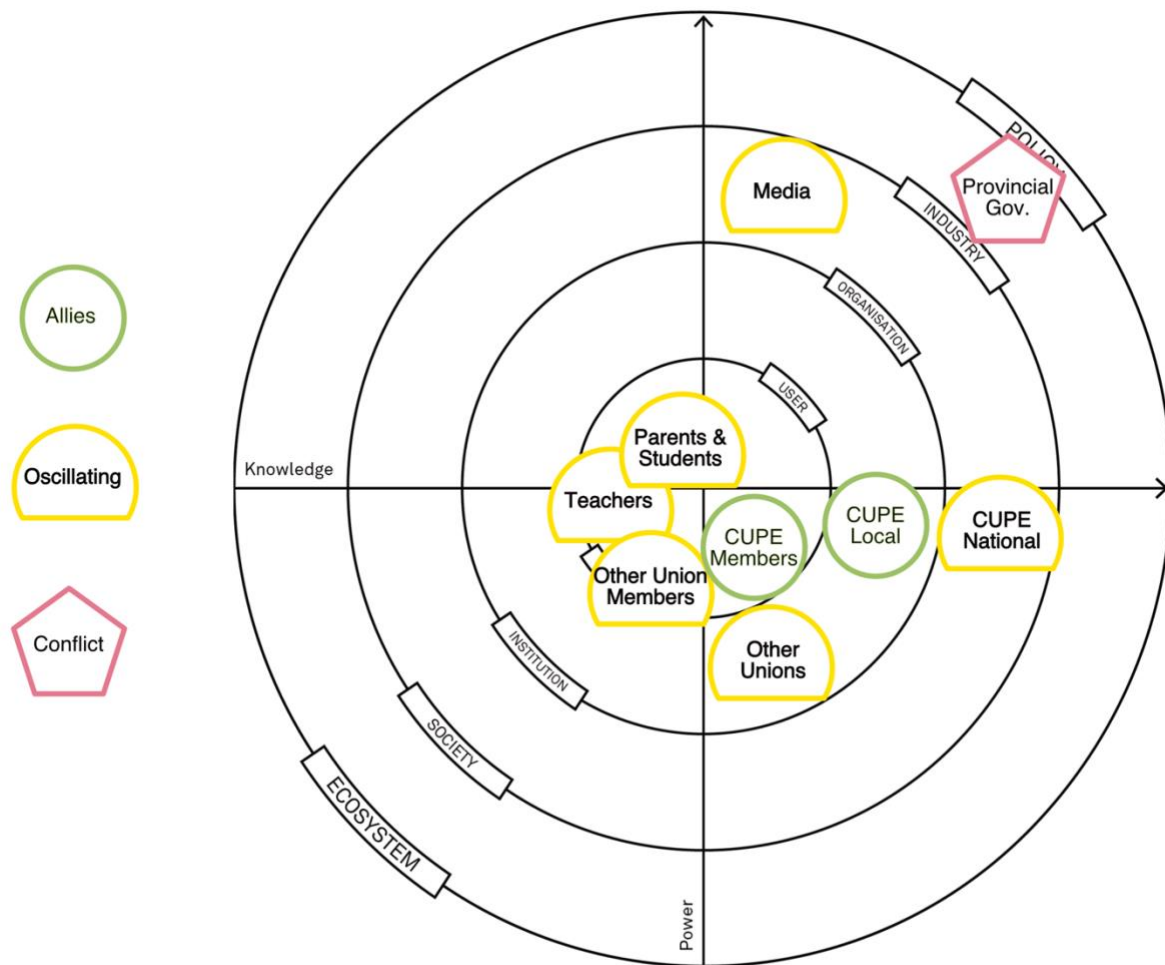 Allies
Oscillating
Conflict
POLICY
Provincial
Gov.
INDUSTRY
Media
ORGANISATION
USER
Parents &
Students
Knowledge
Teachers
CUPE
Members
CUPE
Local
CUPE
National
Other Union
Members
Other
Unions
INSTITUTION
SOCIETY
ECOSYSTEM
Power